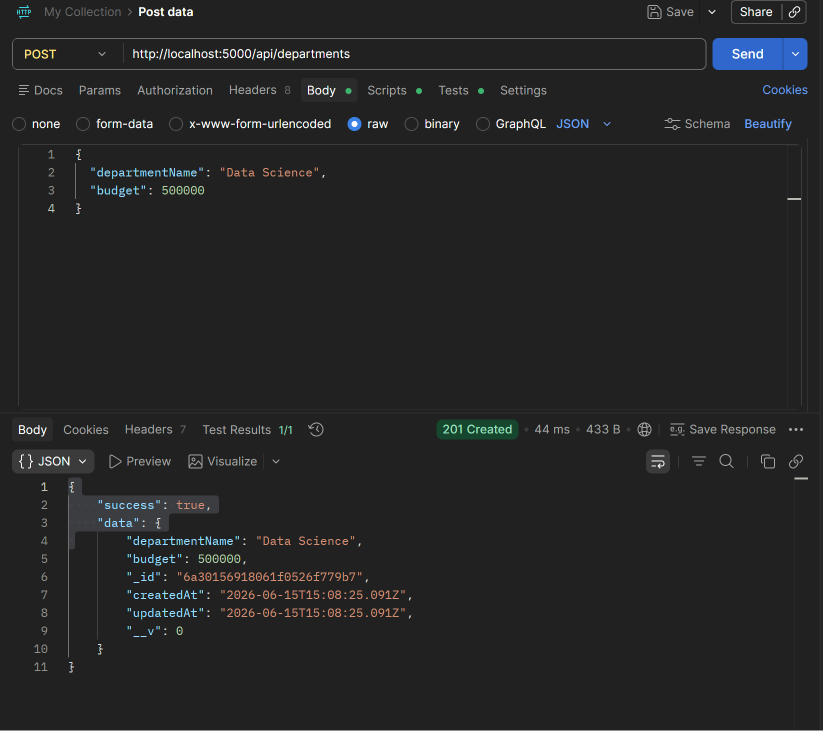 HTTP My Collection > Post data Save Share
POST http://localhost:5000/api/departments Send
Docs Params Authorization Headers 8 Body Scripts Tests Settings Cookies
none form-data x-www-form-urlencoded raw binary GraphQL JSON Schema Beautify
1 {
2 "departmentName": "Data Science",
3 "budget": 500000
4 }
Body Cookies Headers 7 Test Results 1/1 201 Created • 44 ms • 433 B e.g. Save Response
{} JSON Preview Visualize
1 {
2 "success": true,
3 "data": {
4 "departmentName": "Data Science",
5 "budget": 500000,
6 "_id": "6a30156918061f0526f779b7",
7 "createdAt": "2026-06-15T15:08:25.091Z",
8 "updatedAt": "2026-06-15T15:08:25.091Z",
9 "__v": 0
10 }
11 }